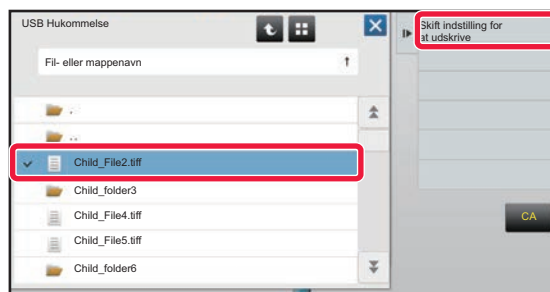 USB Hukommelse
Fil- eller mappenavn
.
..
Child_File2.tiff
Child_folder3
Child_File4.tiff
Child_File5.tiff
Child_folder6
Skift indstilling for
at udskrive
CA